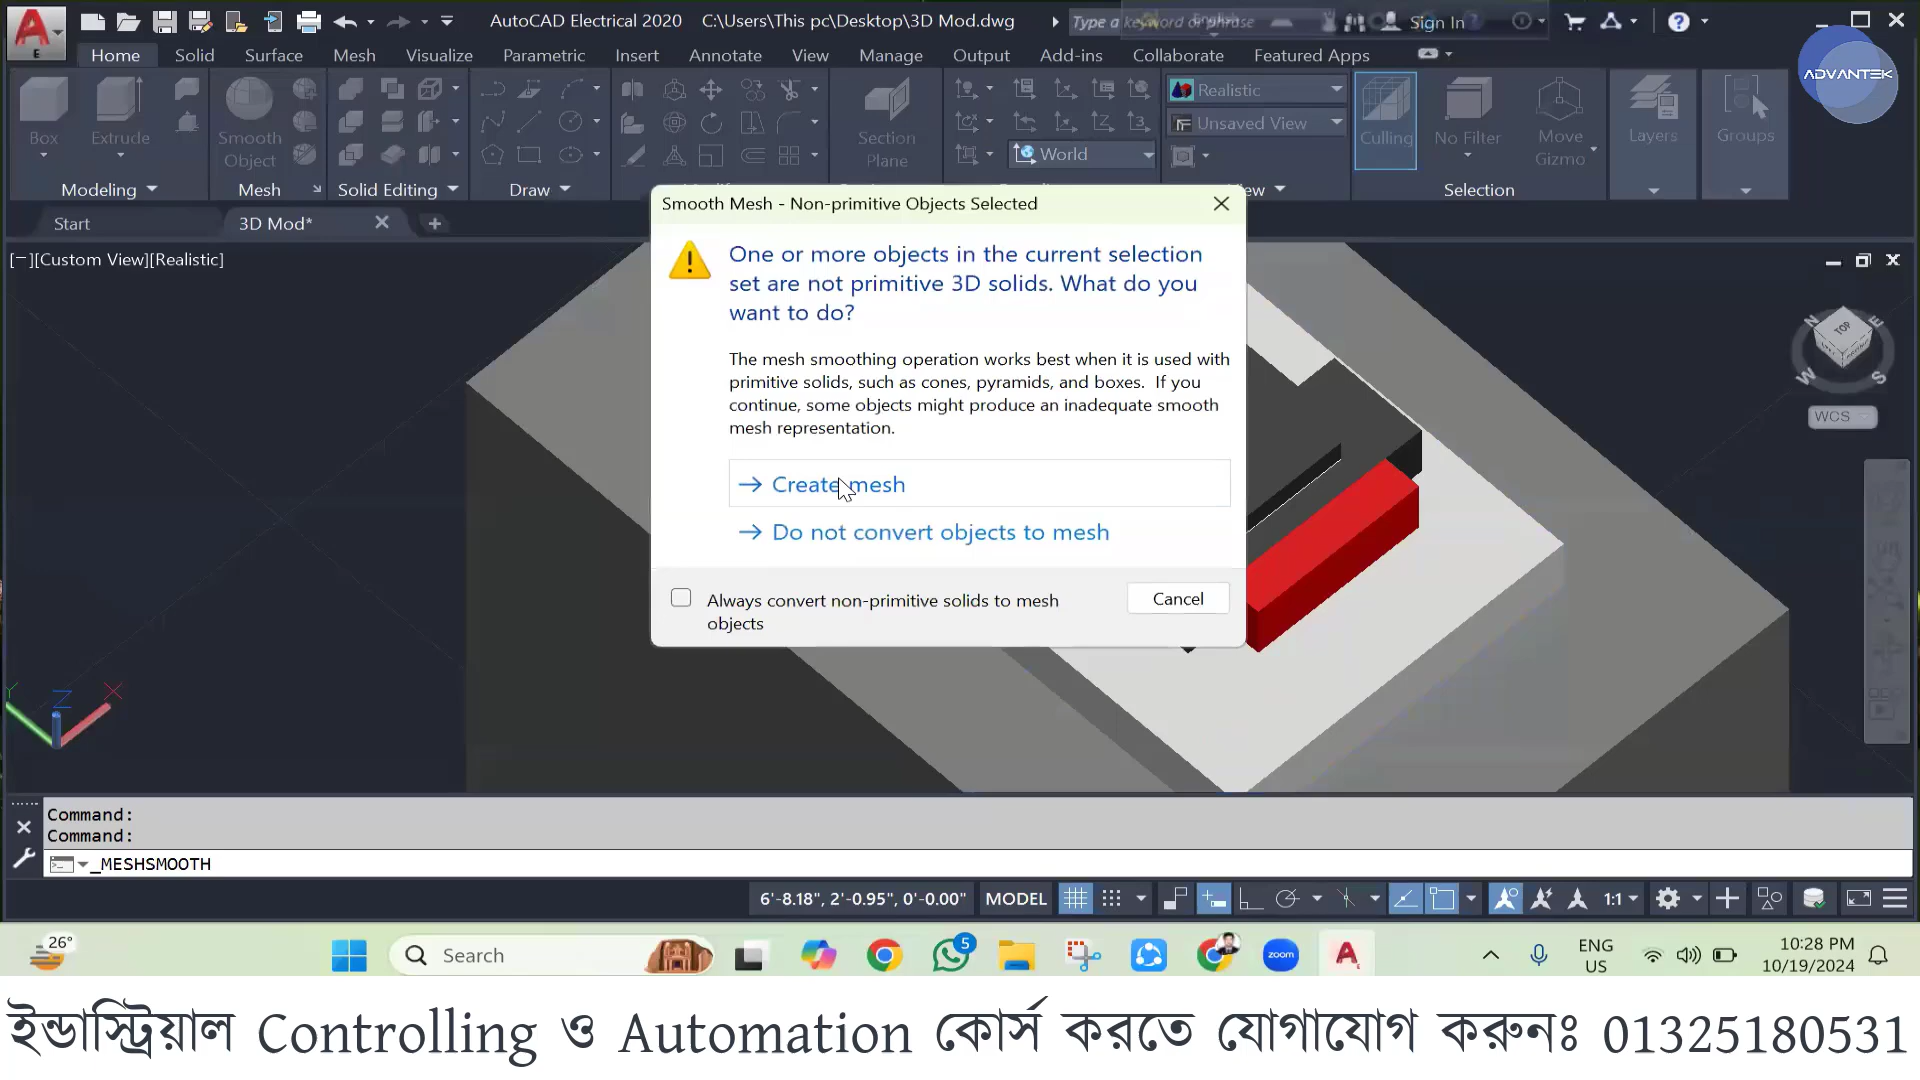 AutoCAD Electrical 2020 C:\Users\This pc\Desktop\3D Mod.dwg Type a keyword or phrase Sign In
Home Solid Surface Mesh Visualize Parametric Insert Annotate View Manage Output Add-ins Collaborate Featured Apps
ADVANTEK
Realistic
Unsaved View
World
Box Extrude Smooth Object Section Plane Culling No Filter Move Gizmo Layers Groups
Modeling Mesh Solid Editing Draw Selection
Start 3D Mod*
[−][Custom View][Realistic]
Smooth Mesh - Non-primitive Objects Selected
One or more objects in the current selection
set are not primitive 3D solids. What do you
want to do?
The mesh smoothing operation works best when it is used with
primitive solids, such as cones, pyramids, and boxes. If you
continue, some objects might produce an inadequate smooth
mesh representation.
Create mesh
Do not convert objects to mesh
Always convert non-primitive solids to mesh
objects
Cancel
N E TOP W S
WCS
Y Z X
Command:
Command:
_MESHSMOOTH
6'-8.18", 2'-0.95", 0'-0.00" MODEL 1:1
26° Search 5 zoom ENG US 10:28 PM 10/19/2024
ইন্ডাস্ট্রিয়াল Controlling ও Automation কোর্স করতে যোগাযোগ করুনঃ 01325180531